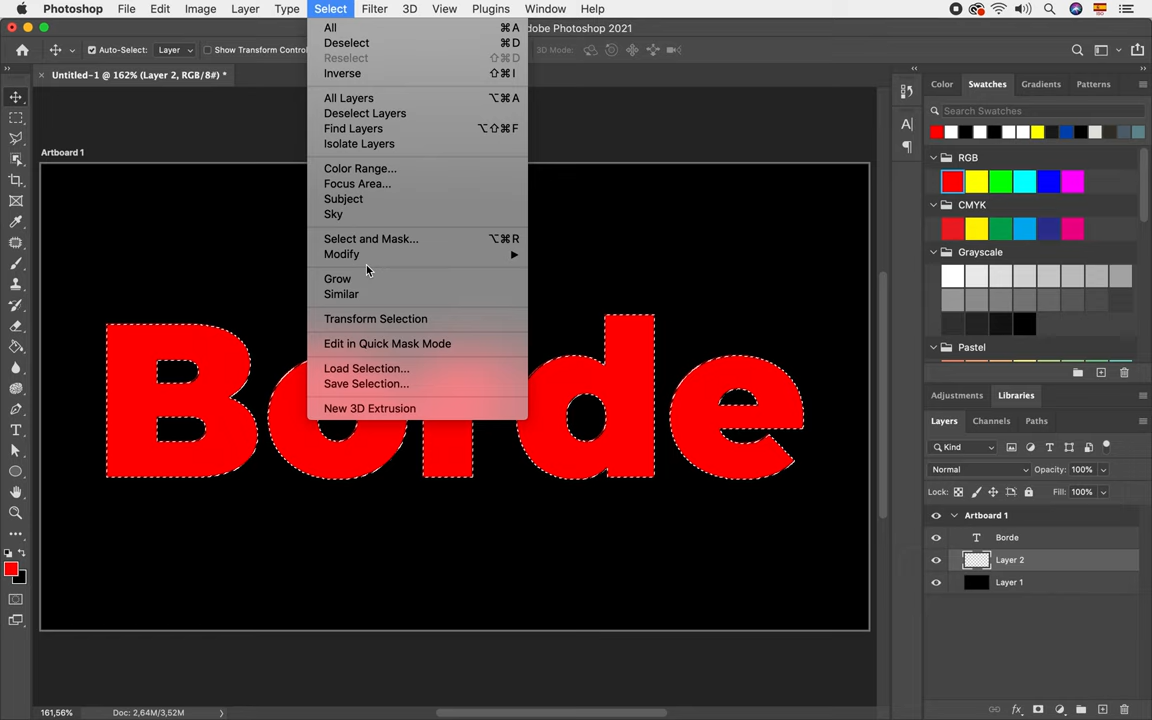 Photoshop File Edit Image Layer Type Select Filter 3D View Plugins Window Help
Adobe Photoshop 2021
Auto-Select: Layer Show Transform Control 3D Mode:
Untitled-1 @ 162% (Layer 2, RGB/8#) *
Artboard 1
All ⌘A
Deselect ⌘D
Reselect ⇧⌘D
Inverse ⇧⌘I
All Layers ⌥⌘A
Deselect Layers
Find Layers ⌥⇧⌘F
Isolate Layers
Color Range...
Focus Area...
Subject
Sky
Select and Mask... ⌥⌘R
Modify
Grow
Similar
Transform Selection
Edit in Quick Mask Mode
Load Selection...
Save Selection...
New 3D Extrusion
Borde
Color Swatches Gradients Patterns
Search Swatches
RGB
CMYK
Grayscale
Pastel
Adjustments Libraries
Layers Channels Paths
Kind
Normal Opacity: 100%
Lock: Fill: 100%
Artboard 1
T Borde
Layer 2
Layer 1
161,56% Doc: 2,64M/3,52M